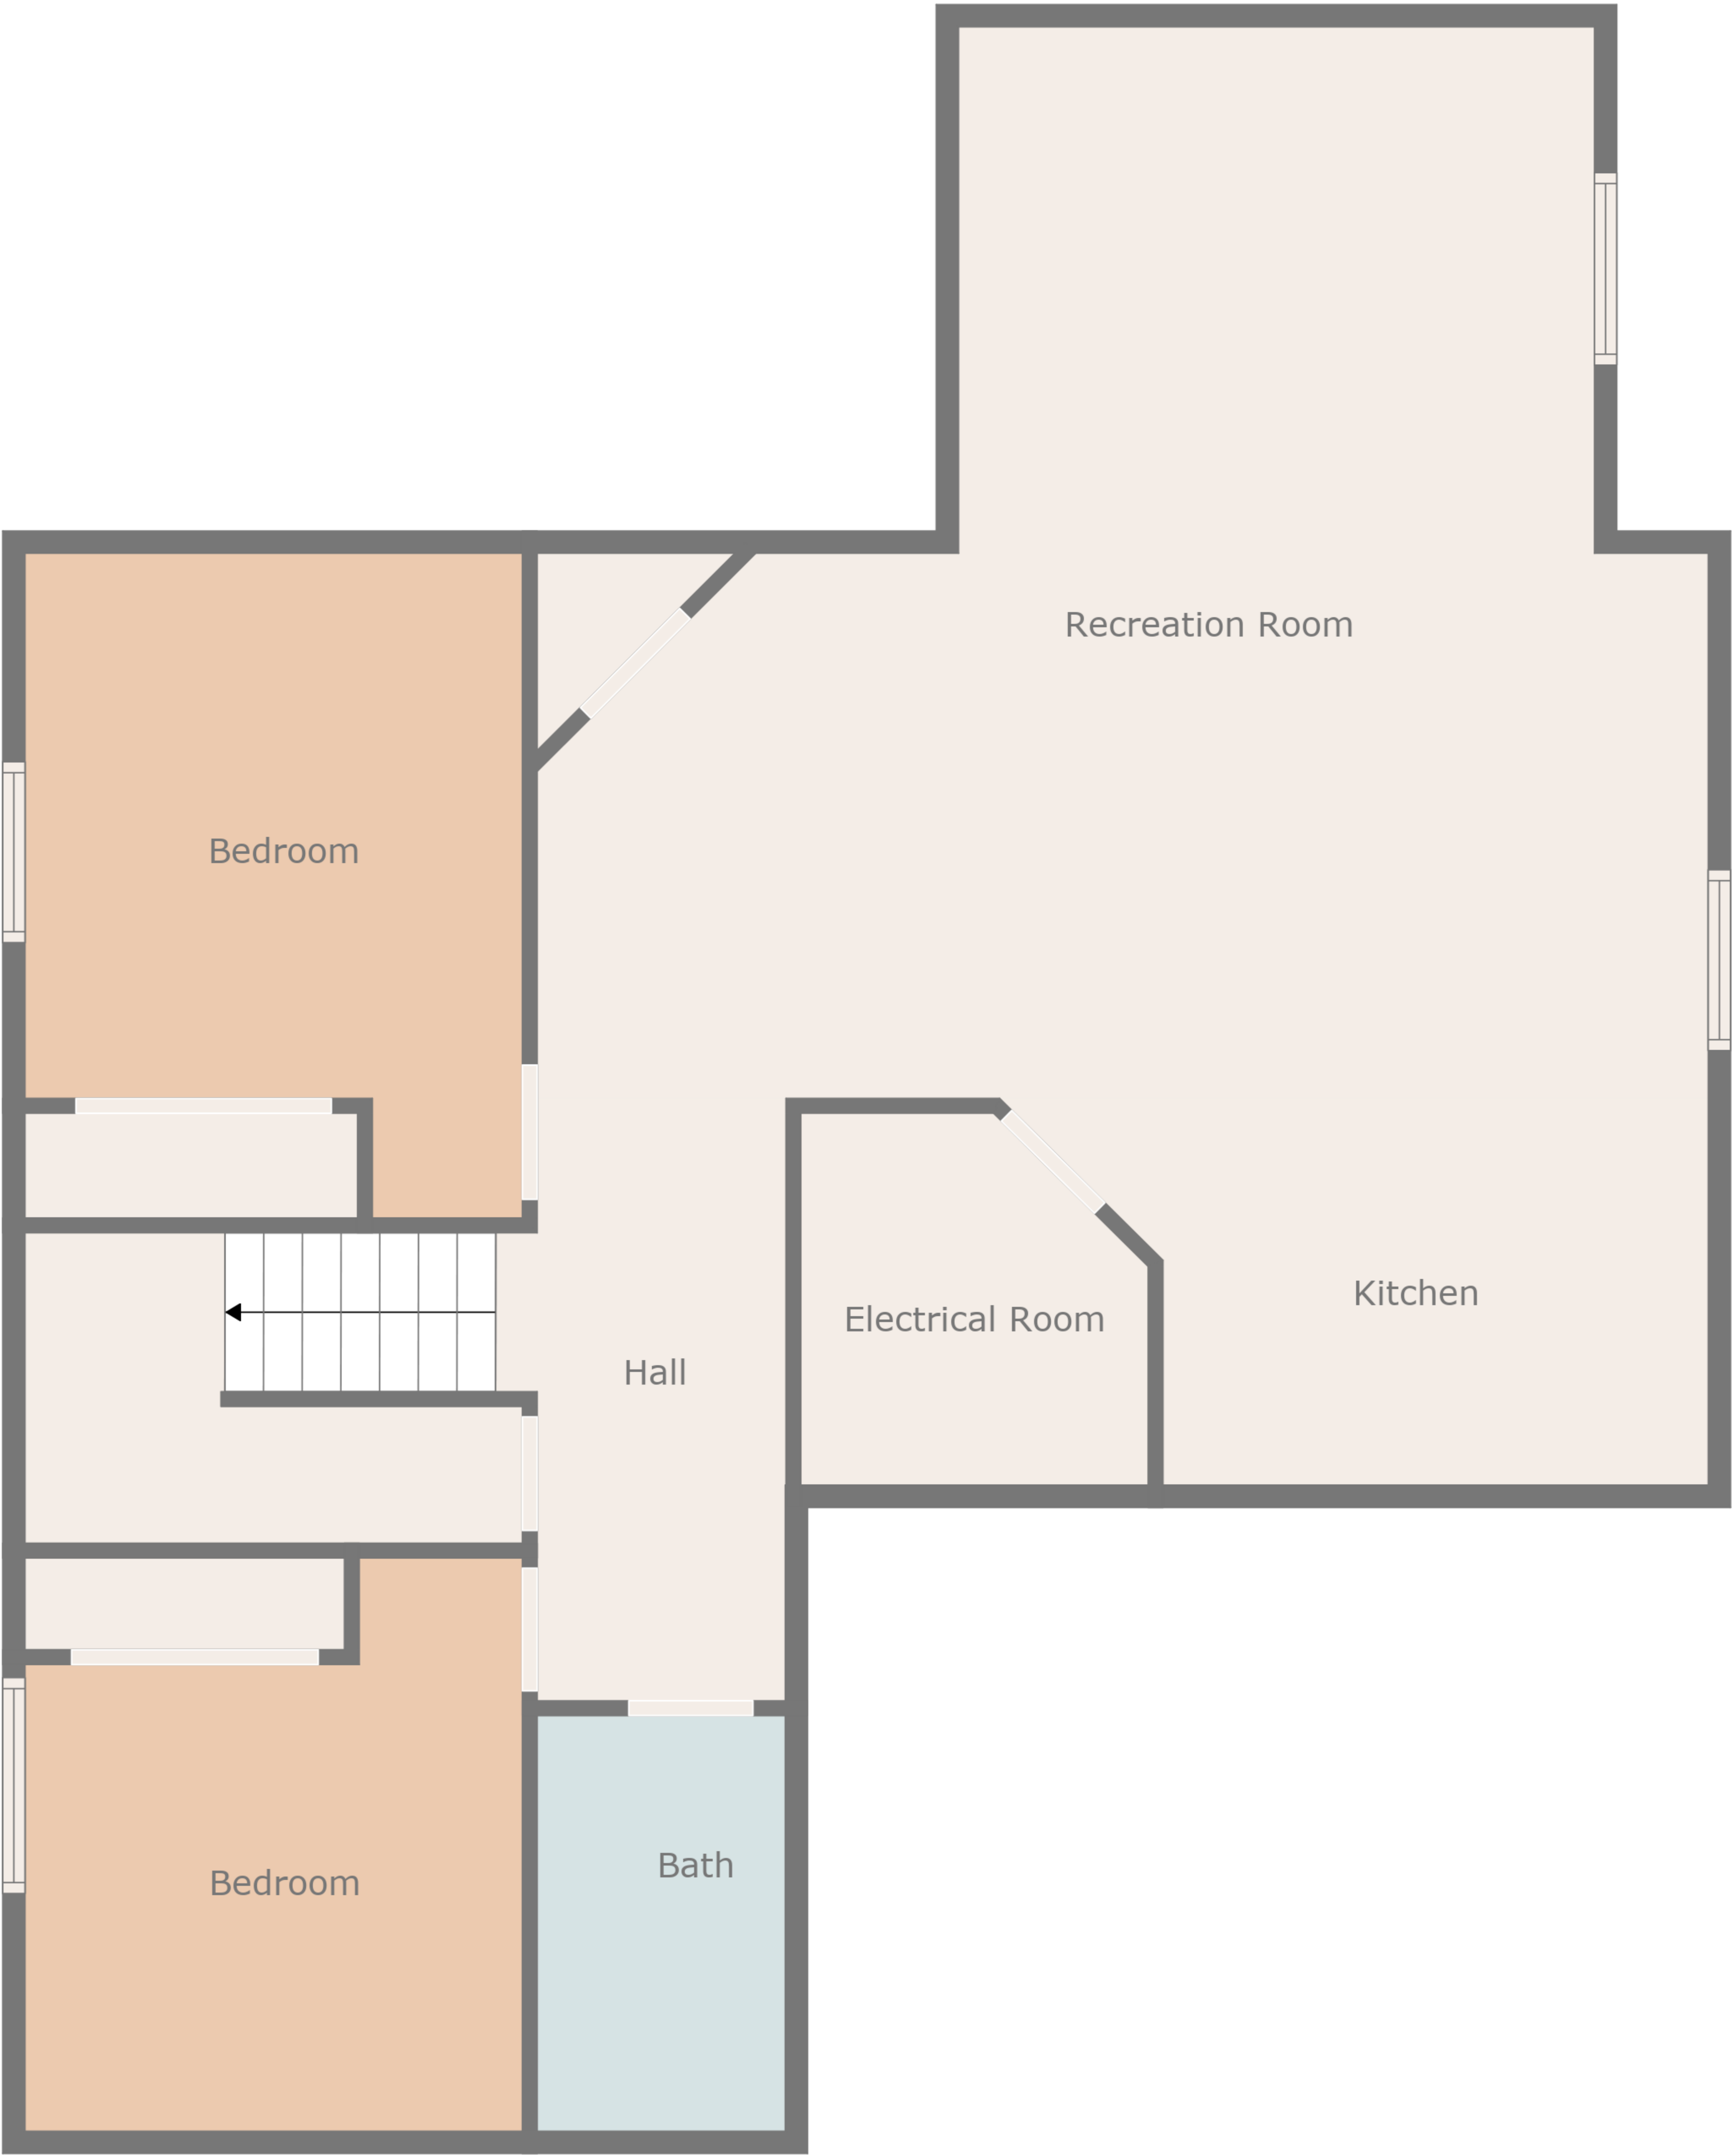 Recreation Room
Bedroom
Kitchen
Electrical Room
Hall
Bath
Bedroom